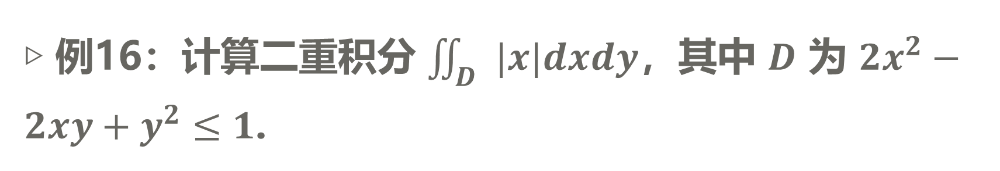 ▷ 例16：计算二重积分 ∬_D |x|dxdy，其中 D 为 2x² −
2xy + y² ≤ 1.